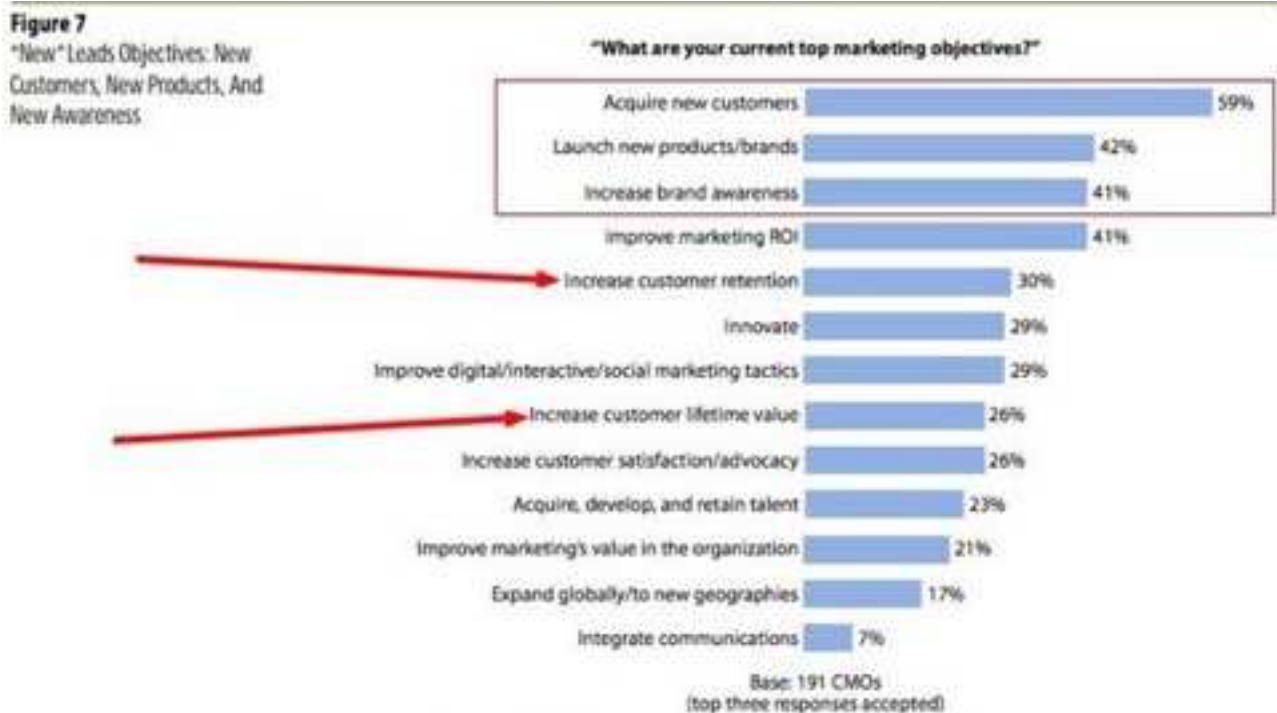 Figure 7
"New" Leads Objectives: New
Customers, New Products, And
New Awareness
"What are your current top marketing objectives?"
Acquire new customers 59%
Launch new products/brands 42%
Increase brand awareness 41%
Improve marketing ROI 41%
Increase customer retention 30%
Innovate 29%
Improve digital/interactive/social marketing tactics 29%
Increase customer lifetime value 26%
Increase customer satisfaction/advocacy 26%
Acquire, develop, and retain talent 23%
Improve marketing's value in the organization 21%
Expand globally/to new geographies 17%
Integrate communications 7%
Base: 191 CMOs
(top three responses accepted)